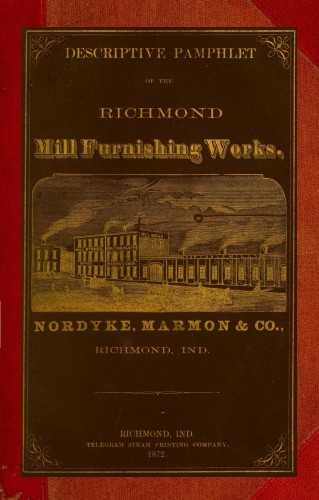 DESCRIPTIVE PAMPHLET
OF THE
RICHMOND
Mill Furnishing Works.,
NORDYKE, MARMON & CO.,
RICHMOND, IND.
RICHMOND, IND.
TELEGRAM STEAM PRINTING COMPANY.
1872.